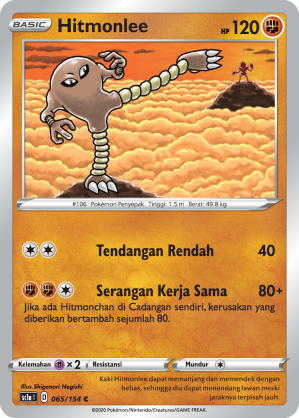 BASIC Hitmonlee HP 120
#106 Pokémon Penyepak Tinggi: 1.5 m Berat: 49.8 kg
Tendangan Rendah 40
Serangan Kerja Sama 80+
Jika ada Hitmonchan di Cadangan sendiri, kerusakan yang
diberikan bertambah sejumlah 80.
Kelemahan ×2 Resistansi Mundur
Illus. Shigenori Negishi
sc1a I D 065/154 C
Kaki Hitmonlee dapat memanjang dan memendek dengan
bebas, sehingga dia dapat menendang lawan meski
jaraknya terpisah jauh.
©2020 Pokémon/Nintendo/Creatures/GAME FREAK.